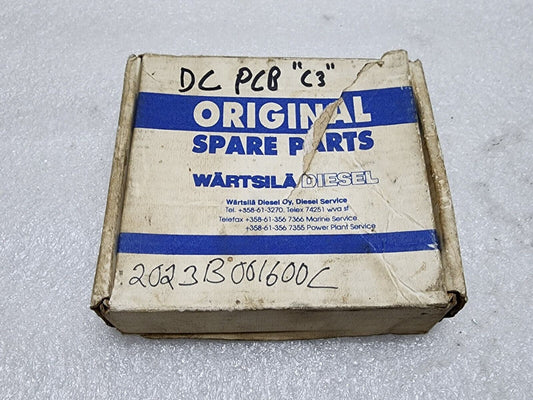 DC PCB "C3"
ORIGINAL
SPARE PARTS
WÄRTSILÄ DIESEL
Wärtsilä Diesel Oy, Diesel Service
Tel. +358-61-3270, Telex 74251 wva sf
Telefax +358-61-356 7366 Marine Service
+358-61-356 7355 Power Plant Service
2023B001600C